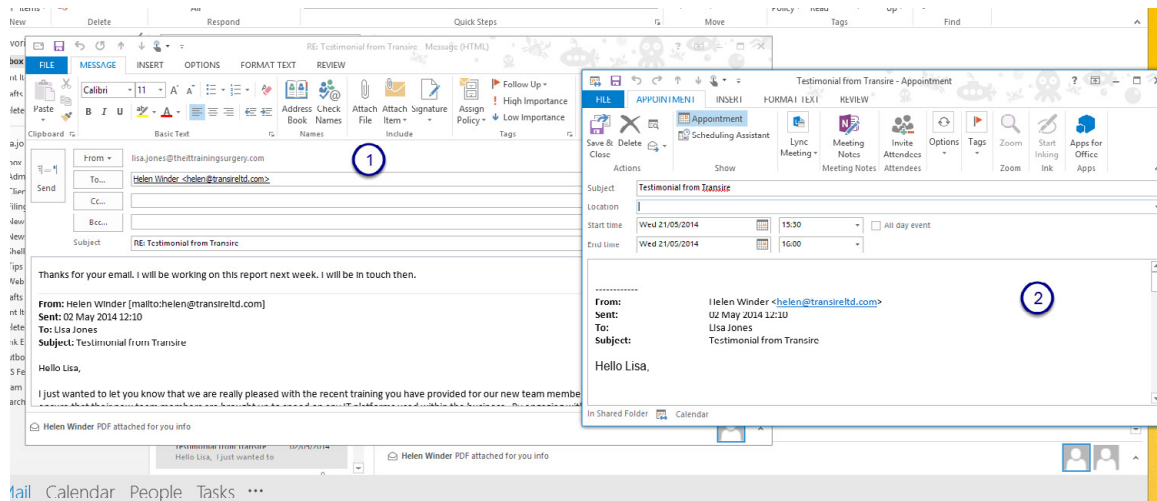 All
New Delete Respond Quick Steps Move Tags Find
RE: Testimonial from Transire - Message (HTML)
FILE MESSAGE INSERT OPTIONS FORMAT TEXT REVIEW
Calibri 11
Paste
B I U
Address Book
Check Names
Attach File
Attach Item
Signature
Assign Policy
Follow Up
High Importance
Low Importance
Clipboard Basic Text Names Include Tags
1
Send
From lisa.jones@theittrainingsurgery.com
To... Helen Winder <helen@transireltd.com>
Cc...
Bcc...
Subject RE: Testimonial from Transire
Thanks for your email. I will be working on this report next week. I will be in touch then.
From: Helen Winder [mailto:helen@transireltd.com]
Sent: 02 May 2014 12:10
To: Lisa Jones
Subject: Testimonial from Transire
Hello Lisa,
I just wanted to let you know that we are really pleased with the recent training you have provided for our new team membe
Helen Winder PDF attached for you info
Testimonial from Transire - Appointment
FILE APPOINTMENT INSERT FORMAT TEXT REVIEW
Save & Close
Delete
Appointment
Scheduling Assistant
Lync Meeting
Meeting Notes
Invite Attendees
Options
Tags
Zoom
Start Inking
Apps for Office
Actions Show Meeting Notes Attendees Zoom Ink Apps
Subject Testimonial from Transire
Location
Start time Wed 21/05/2014 15:30 All day event
End time Wed 21/05/2014 16:00
2
------------
From: Helen Winder <helen@transireltd.com>
Sent: 02 May 2014 12:10
To: Lisa Jones
Subject: Testimonial from Transire
Hello Lisa,
In Shared Folder Calendar
Testimonial from Transire 02/05/2014
Hello Lisa, I just wanted to
Helen Winder PDF attached for you info
Mail Calendar People Tasks ...